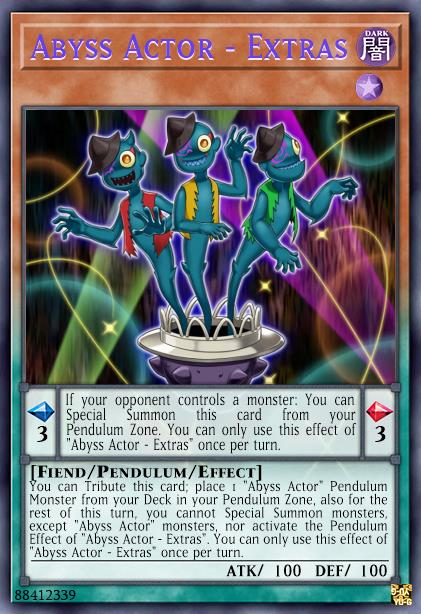 ABYSS ACTOR - EXTRAS
DARK
闇
If your opponent controls a monster: You can
Special Summon this card from your
Pendulum Zone. You can only use this effect of
"Abyss Actor - Extras" once per turn.
3
3
[FIEND/PENDULUM/EFFECT]
You can Tribute this card; place 1 "Abyss Actor" Pendulum
Monster from your Deck in your Pendulum Zone, also for the
rest of this turn, you cannot Special Summon monsters,
except "Abyss Actor" monsters, nor activate the Pendulum
Effect of "Abyss Actor - Extras". You can only use this effect of
"Abyss Actor - Extras" once per turn.
ATK/ 100 DEF/ 100
88412339